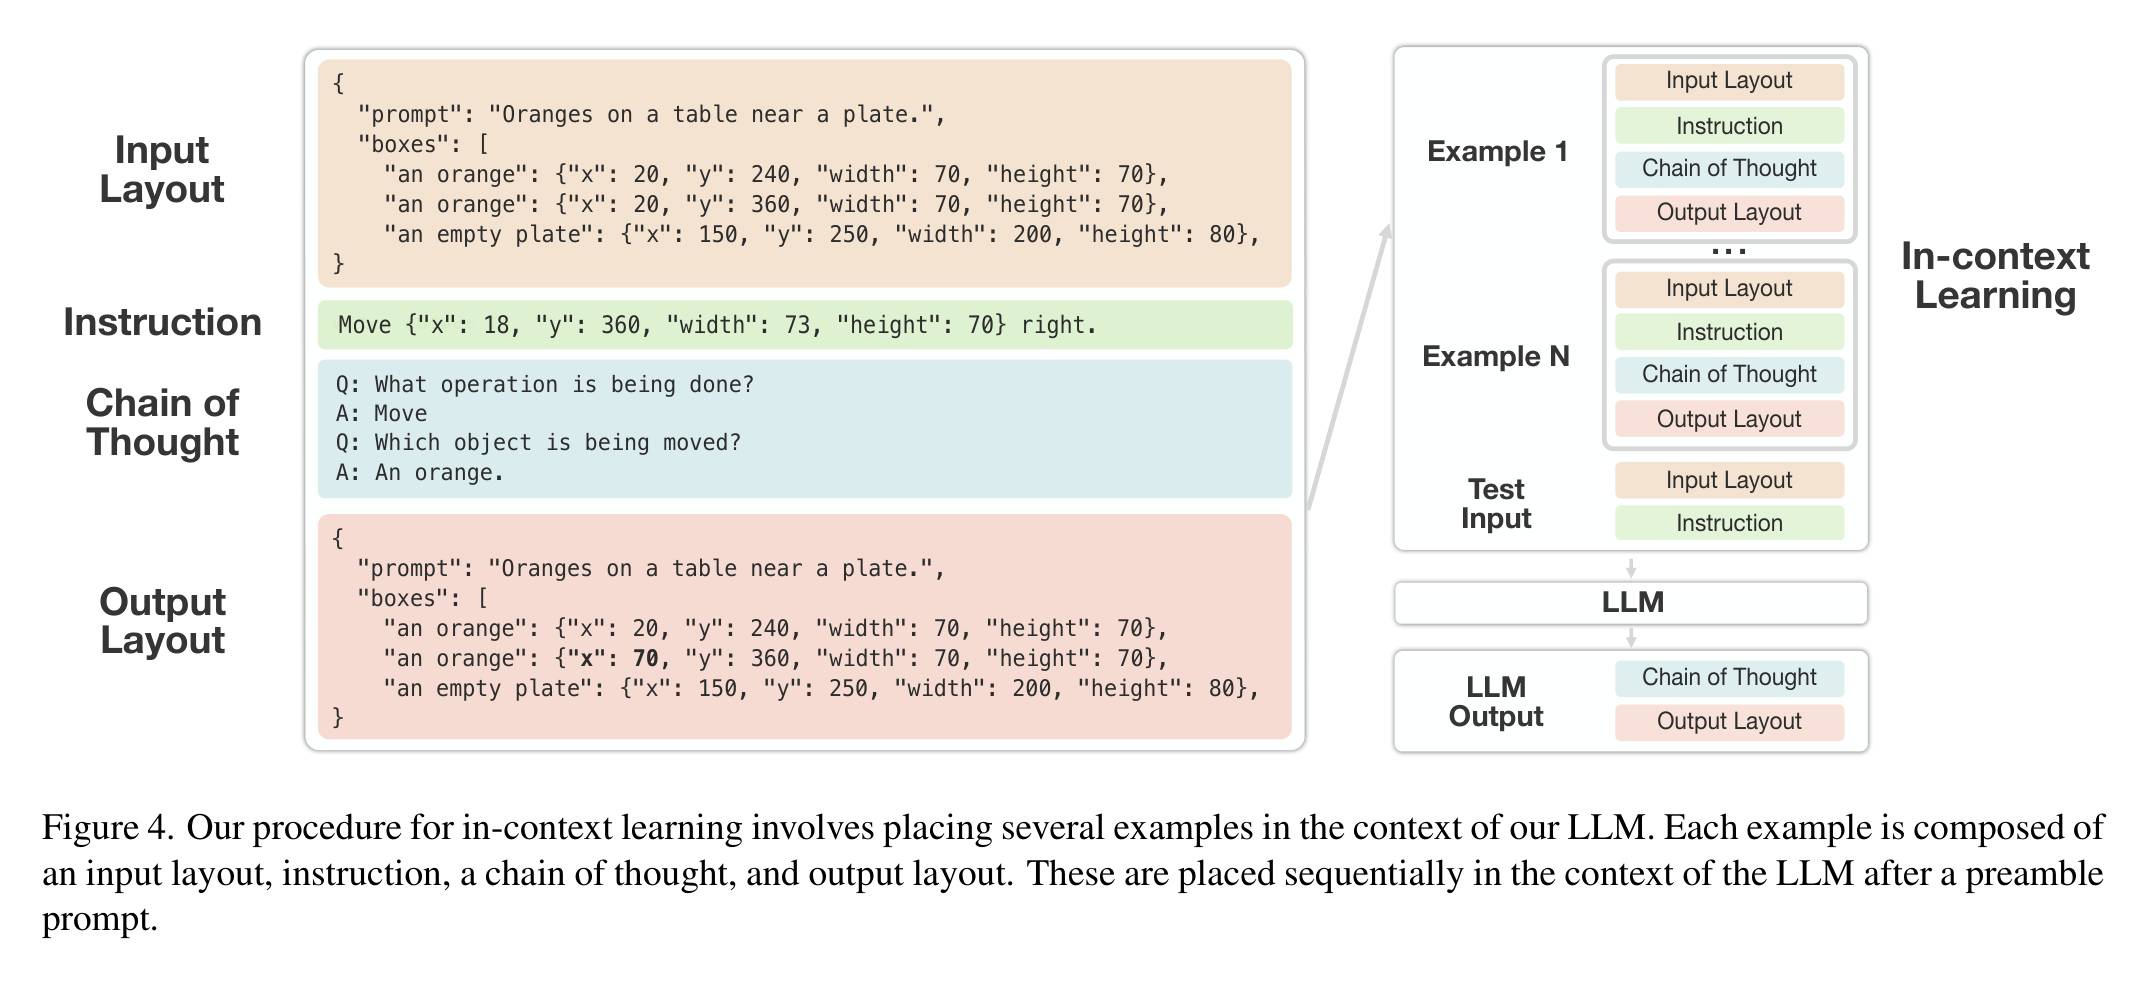 Input
Layout
{
"prompt": "Oranges on a table near a plate.",
"boxes": [
"an orange": {"x": 20, "y": 240, "width": 70, "height": 70},
"an orange": {"x": 20, "y": 360, "width": 70, "height": 70},
"an empty plate": {"x": 150, "y": 250, "width": 200, "height": 80},
}
Instruction
Move {"x": 18, "y": 360, "width": 73, "height": 70} right.
Chain of
Thought
Q: What operation is being done?
A: Move
Q: Which object is being moved?
A: An orange.
Output
Layout
{
"prompt": "Oranges on a table near a plate.",
"boxes": [
"an orange": {"x": 20, "y": 240, "width": 70, "height": 70},
"an orange": {"x": 70, "y": 360, "width": 70, "height": 70},
"an empty plate": {"x": 150, "y": 250, "width": 200, "height": 80},
}
Example 1
Input Layout
Instruction
Chain of Thought
Output Layout
...
Example N
Input Layout
Instruction
Chain of Thought
Output Layout
Test
Input
Input Layout
Instruction
LLM
LLM
Output
Chain of Thought
Output Layout
In-context
Learning
Figure 4. Our procedure for in-context learning involves placing several examples in the context of our LLM. Each example is composed of
an input layout, instruction, a chain of thought, and output layout. These are placed sequentially in the context of the LLM after a preamble
prompt.